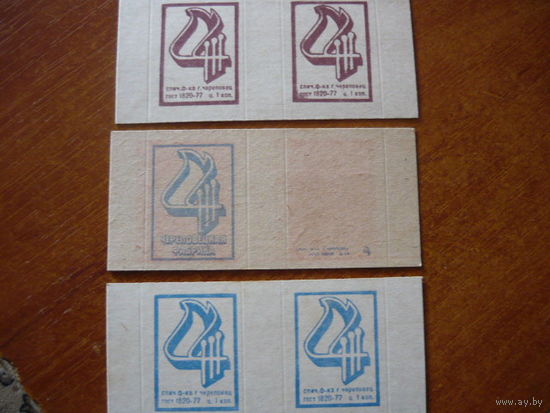 спич. ф-ка г. череповец
гост 1820-77 ц. 1 коп.
спич. ф-ка г. череповец
гост 1820-77 ц. 1 коп.
ЧЕРЕПОВЕЦКАЯ
ФАБРИКА
спич. ф-ка г. череповец
гост 1820-77 ц. 1 коп.
спич. ф-ка г. череповец
гост 1820-77 ц. 1 коп.
www.ay.by